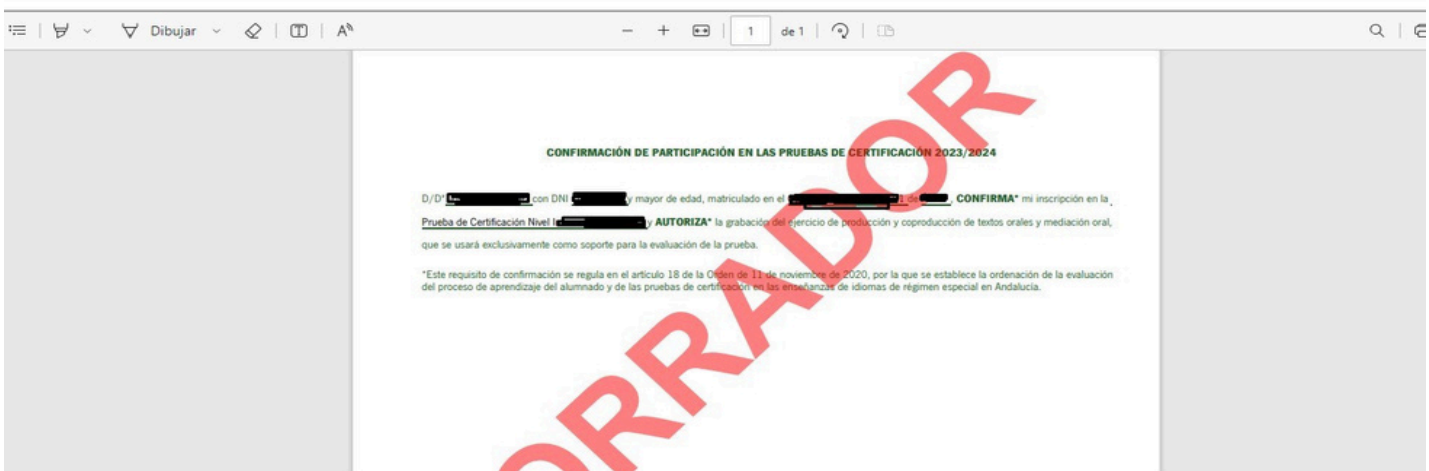 Dibujar
1 de 1
CONFIRMACIÓN DE PARTICIPACIÓN EN LAS PRUEBAS DE CERTIFICACIÓN 2023/2024
D/Dª con DNI y mayor de edad, matriculado en el 1 de , CONFIRMA* mi inscripción en la
Prueba de Certificación Nivel y AUTORIZA* la grabación del ejercicio de producción y coproducción de textos orales y mediación oral,
que se usará exclusivamente como soporte para la evaluación de la prueba.
*Este requisito de confirmación se regula en el artículo 18 de la Orden de 11 de noviembre de 2020, por la que se establece la ordenación de la evaluación
del proceso de aprendizaje del alumnado y de las pruebas de certificación en las enseñanzas de idiomas de régimen especial en Andalucía.
ORRADOR